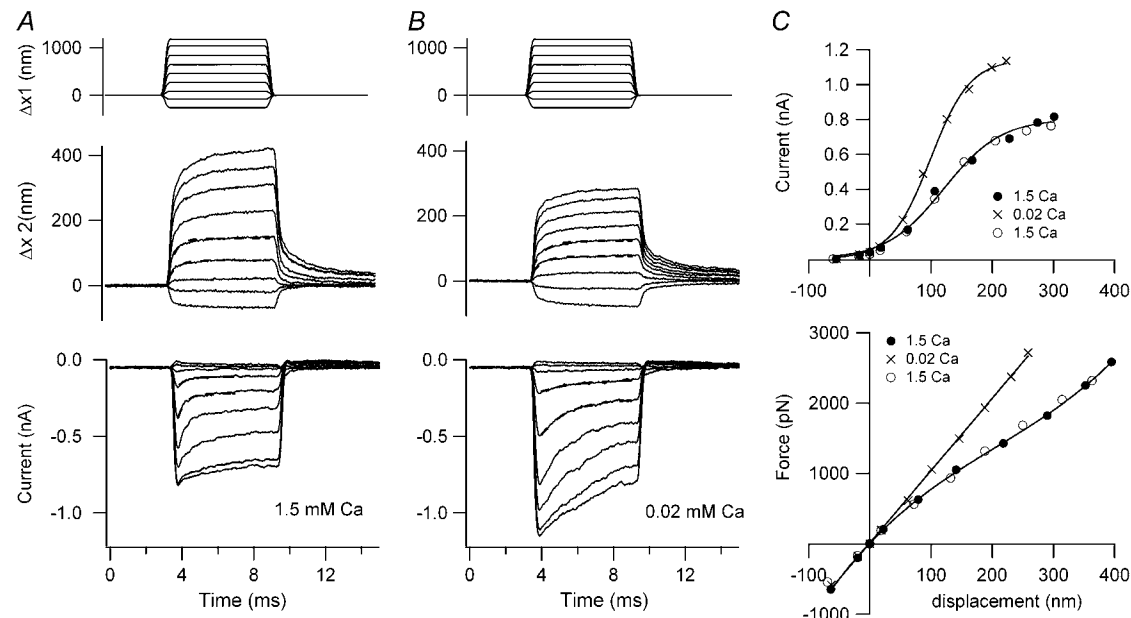 A
B
C
Δx1 (nm)
1000
0
1000
0
Δx 2(nm)
400
200
0
400
200
0
Current (nA)
0.0
-0.5
-1.0
1.5 mM Ca
0.0
-0.5
-1.0
0.02 mM Ca
0 4 8 12
Time (ms)
0 4 8 12
Time (ms)
Current (nA)
1.2
1.0
0.8
0.6
0.4
0.2
1.5 Ca
0.02 Ca
1.5 Ca
-100 100 200 300 400
Force (pN)
3000
2000
1000
-1000
1.5 Ca
0.02 Ca
1.5 Ca
-100 0 100 200 300 400
displacement (nm)